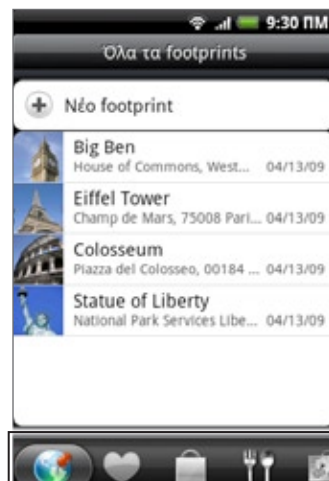 9:30 ΠΜ
Όλα τα footprints
Νέο footprint
Big Ben
House of Commons, West... 04/13/09
Eiffel Tower
Champ de Mars, 75008 Pari... 04/13/09
Colosseum
Piazza del Colosseo, 00184 ... 04/13/09
Statue of Liberty
National Park Services Libe... 04/13/09